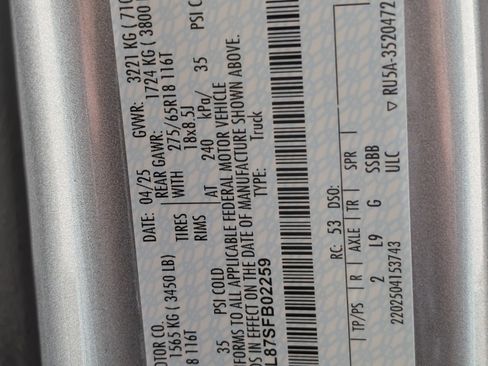 OTOR CO.
DATE: 04/25 GVWR: 3221 KG (710
1565 KG (3450 LB) REAR GAWR: 1724 KG (3800
8 116T TIRES WITH 275/65R18 116T
RIMS 18x8.5J
35 PSI COLD AT 240 kPa/ 35 PSI CO
FORMS TO ALL APPLICABLE FEDERAL MOTOR VEHICLE
DS IN EFFECT ON THE DATE OF MANUFACTURE SHOWN ABOVE.
L87SFB02259 TYPE: Truck
RC: 53 DSO:
TP/PS R AXLE TR SPR
2 L9 G SSBB
2202504153743 ULC ▽ RU5A-3520472